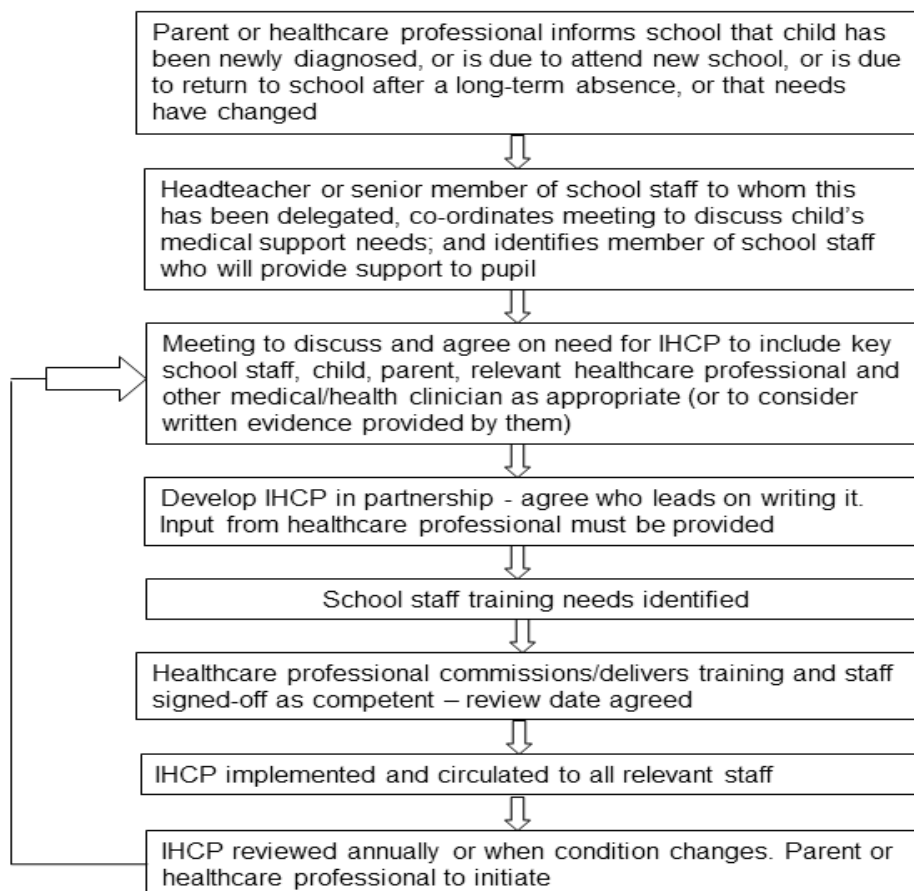 Parent or healthcare professional informs school that child has
been newly diagnosed, or is due to attend new school, or is due
to return to school after a long-term absence, or that needs
have changed
Headteacher or senior member of school staff to whom this
has been delegated, co-ordinates meeting to discuss child's
medical support needs; and identifies member of school staff
who will provide support to pupil
Meeting to discuss and agree on need for IHCP to include key
school staff, child, parent, relevant healthcare professional and
other medical/health clinician as appropriate (or to consider
written evidence provided by them)
Develop IHCP in partnership - agree who leads on writing it.
Input from healthcare professional must be provided
School staff training needs identified
Healthcare professional commissions/delivers training and staff
signed-off as competent – review date agreed
IHCP implemented and circulated to all relevant staff
IHCP reviewed annually or when condition changes. Parent or
healthcare professional to initiate